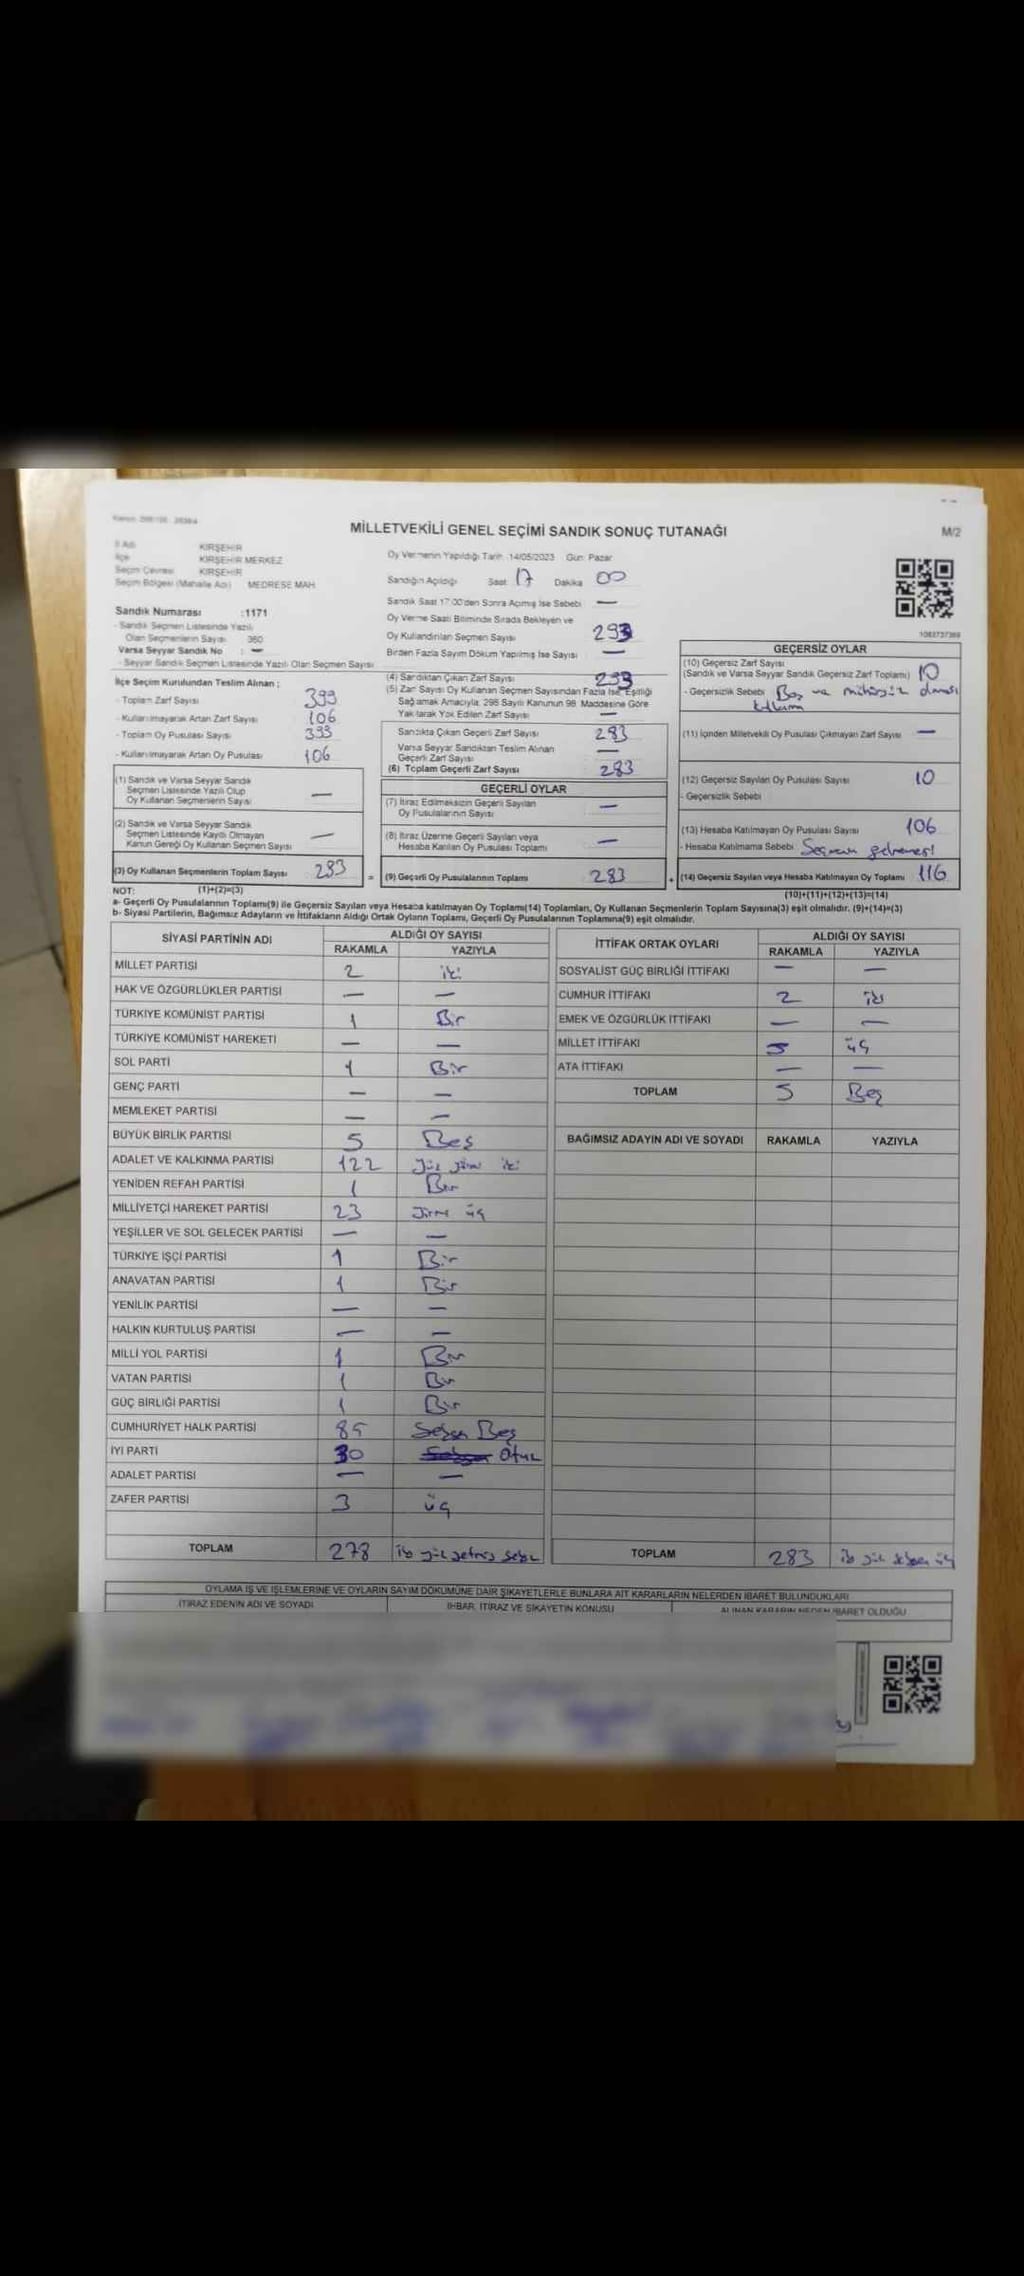 MİLLETVEKİLİ GENEL SEÇİMİ SANDIK SONUÇ TUTANAĞI
M/2
İl Adı KIRŞEHİR
İlçe KIRŞEHİR MERKEZ
Seçim Çevresi KIRŞEHİR
Seçim Bölgesi (Mahalle Adı) MEDRESE MAH
Sandık Numarası :1171
- Sandık Seçmen Listesinde Yazılı
Olan Seçmenlerin Sayısı 360
Varsa Seyyar Sandık No : —
- Seyyar Sandık Seçmen Listesinde Yazılı Olan Seçmen Sayısı
Oy Vermenin Yapıldığı Tarih 14/05/2023 Gün: Pazar
Sandığın Açıldığı Saat 17 Dakika 00
Sandık Saat 17:00'den Sonra Açılmış İse Sebebi —
Oy Verme Saati Bitiminde Sırada Bekleyen ve
Oy Kullandırılan Seçmen Sayısı 293
Birden Fazla Sayım Döküm Yapılmış İse Sayısı —
1083737369
İlçe Seçim Kurulundan Teslim Alınan ;
- Toplam Zarf Sayısı 399
- Kullanılmayarak Artan Zarf Sayısı 106
- Toplam Oy Pusulası Sayısı 399
- Kullanılmayarak Artan Oy Pusulası 106
(1) Sandık ve Varsa Seyyar Sandık
Seçmen Listesinde Yazılı Olup
Oy Kullanan Seçmenlerin Sayısı —
(2) Sandık ve Varsa Seyyar Sandık
Seçmen Listesinde Kayıtlı Olmayan
Kanun Gereği Oy Kullanan Seçmen Sayısı —
(3) Oy Kullanan Seçmenlerin Toplam Sayısı 293
(4) Sandıktan Çıkan Zarf Sayısı 293
(5) Zarf Sayısı Oy Kullanan Seçmen Sayısından Fazla İse, Eşitliği
Sağlamak Amacıyla, 298 Sayılı Kanunun 98. Maddesine Göre
Yakılarak Yok Edilen Zarf Sayısı —
Sandıkta Çıkan Geçerli Zarf Sayısı 283
Varsa Seyyar Sandıktan Teslim Alınan
Geçerli Zarf Sayısı —
(6) Toplam Geçerli Zarf Sayısı 283
GEÇERLİ OYLAR
(7) İtiraz Edilmeksizin Geçerli Sayılan
Oy Pusulalarının Sayısı —
(8) İtiraz Üzerine Geçerli Sayılan veya
Hesaba Katılan Oy Pusulası Toplamı —
= (9) Geçerli Oy Pusulalarının Toplamı 283
GEÇERSİZ OYLAR
(10) Geçersiz Zarf Sayısı
(Sandık ve Varsa Seyyar Sandık Geçersiz Zarf Toplamı) 10
- Geçersizlik Sebebi Boş ve mühürsüz olması
(11) İçinden Milletvekili Oy Pusulası Çıkmayan Zarf Sayısı —
(12) Geçersiz Sayılan Oy Pusulası Sayısı 10
- Geçersizlik Sebebi
(13) Hesaba Katılmayan Oy Pusulası Sayısı 106
- Hesaba Katılmama Sebebi Seçmen gelmemesi
+ (14) Geçersiz Sayılan veya Hesaba Katılmayan Oy Toplamı 116
NOT: (1)+(2)=(3) (10)+(11)+(12)+(13)=(14)
a- Geçerli Oy Pusulalarının Toplamı(9) ile Geçersiz Sayılan veya Hesaba katılmayan Oy Toplamı(14) Toplamları, Oy Kullanan Seçmenlerin Toplam Sayısına(3) eşit olmalıdır. (9)+(14)=(3)
b- Siyasi Partilerin, Bağımsız Adayların ve İttifakların Aldığı Ortak Oyların Toplamı, Geçerli Oy Pusulalarının Toplamına(9) eşit olmalıdır.
SİYASİ PARTİNİN ADI ALDIĞI OY SAYISI
RAKAMLA YAZIYLA
MİLLET PARTİSİ 2 iki
HAK VE ÖZGÜRLÜKLER PARTİSİ — —
TÜRKİYE KOMÜNİST PARTİSİ 1 Bir
TÜRKİYE KOMÜNİST HAREKETİ — —
SOL PARTİ 1 Bir
GENÇ PARTİ — —
MEMLEKET PARTİSİ — —
BÜYÜK BİRLİK PARTİSİ 5 Beş
ADALET VE KALKINMA PARTİSİ 122 yüz yirmi iki
YENİDEN REFAH PARTİSİ 1 Bir
MİLLİYETÇİ HAREKET PARTİSİ 23 yirmi üç
YEŞİLLER VE SOL GELECEK PARTİSİ — —
TÜRKİYE İŞÇİ PARTİSİ 1 Bir
ANAVATAN PARTİSİ 1 Bir
YENİLİK PARTİSİ — —
HALKIN KURTULUŞ PARTİSİ — —
MİLLİ YOL PARTİSİ 1 Bir
VATAN PARTİSİ 1 Bir
GÜÇ BİRLİĞİ PARTİSİ 1 Bir
CUMHURİYET HALK PARTİSİ 85 Seksen Beş
İYİ PARTİ 30 Otuz
ADALET PARTİSİ — —
ZAFER PARTİSİ 3 üç
TOPLAM 278 iki yüz yetmiş sekiz
İTTİFAK ORTAK OYLARI ALDIĞI OY SAYISI
RAKAMLA YAZIYLA
SOSYALİST GÜÇ BİRLİĞİ İTTİFAKI — —
CUMHUR İTTİFAKI 2 iki
EMEK VE ÖZGÜRLÜK İTTİFAKI — —
MİLLET İTTİFAKI 3 üç
ATA İTTİFAKI — —
TOPLAM 5 Beş
BAĞIMSIZ ADAYIN ADI VE SOYADI RAKAMLA YAZIYLA
TOPLAM 283 iki yüz seksen üç
OYLAMA İŞ VE İŞLEMLERİNE VE OYLARIN SAYIM DÖKÜMÜNE DAİR ŞİKAYETLERLE BUNLARA AİT KARARLARIN NELERDEN İBARET BULUNDUKLARI
İTİRAZ EDENİN ADI VE SOYADI İHBAR, İTİRAZ VE ŞİKAYETİN KONUSU ALINAN KARARIN NEDEN İBARET OLDUĞU